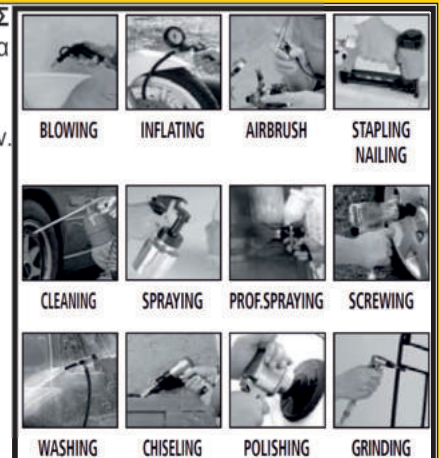 Σ
α
ν.
BLOWING INFLATING AIRBRUSH STAPLING
NAILING
CLEANING SPRAYING PROF.SPRAYING SCREWING
WASHING CHISELING POLISHING GRINDING